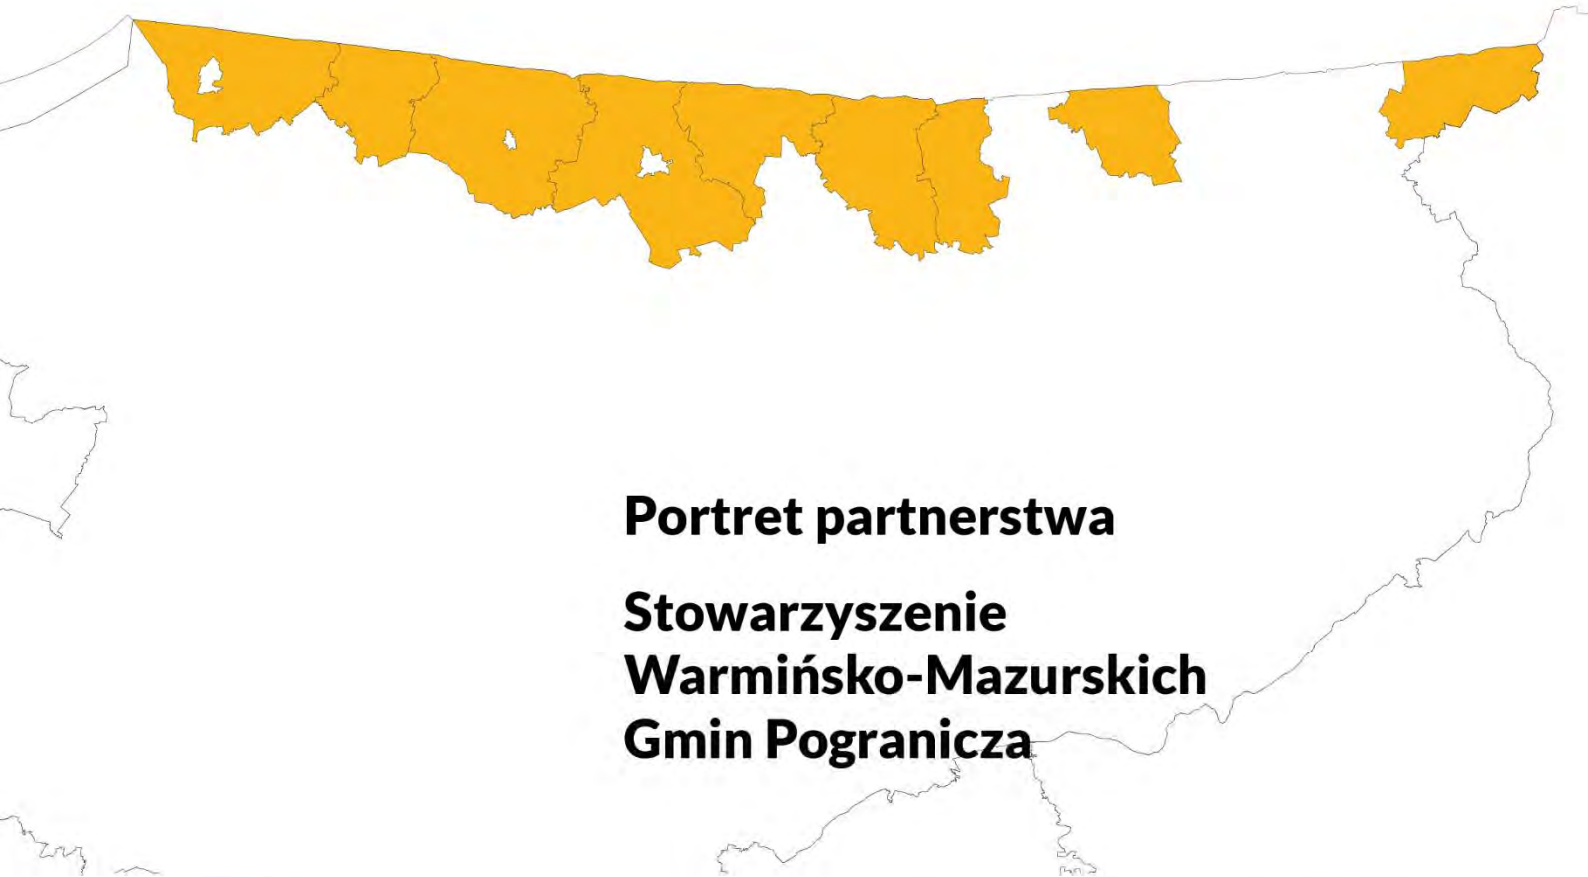 Portret partnerstwa
Stowarzyszenie
Warmińsko-Mazurskich
Gmin Pogranicza